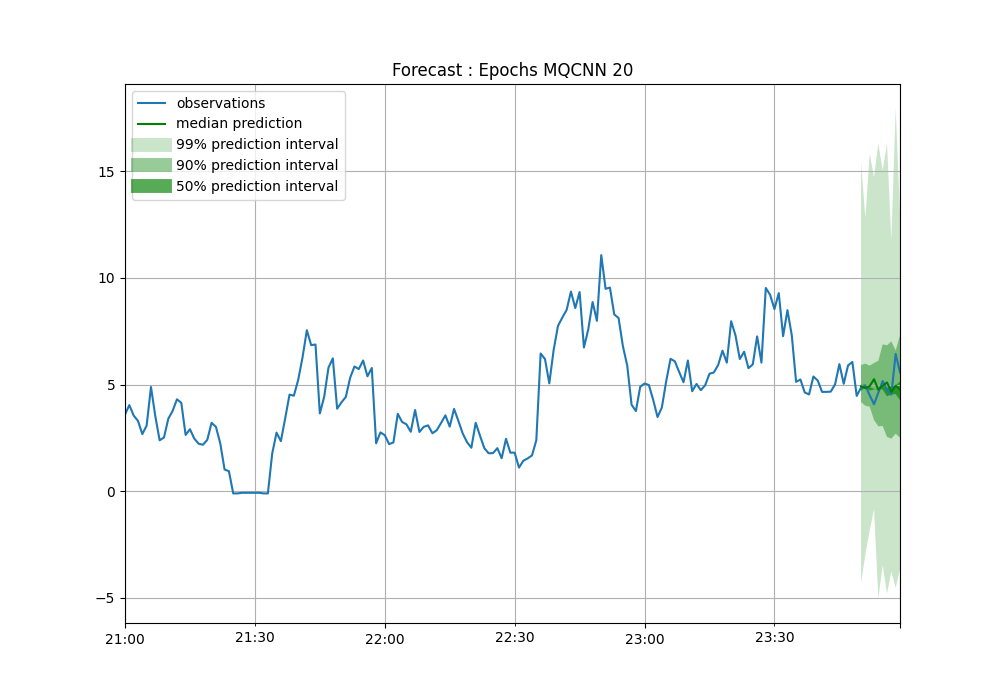 Forecast : Epochs MQCNN 20
observations
median prediction
99% prediction interval
90% prediction interval
50% prediction interval
15
10
5
0
−5
21:00
21:30
22:00
22:30
23:00
23:30